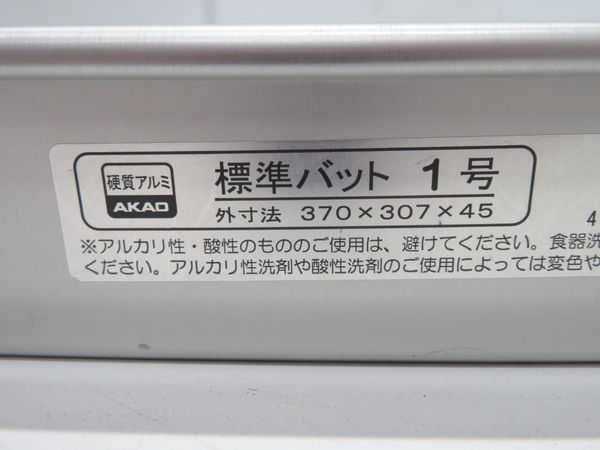 硬質アルミ
AKAO
標準バット 1号
外寸法 370×307×45
4
※アルカリ性・酸性のもののご使用は、避けてください。食器洗
ください。アルカリ性洗剤や酸性洗剤のご使用によっては変色や